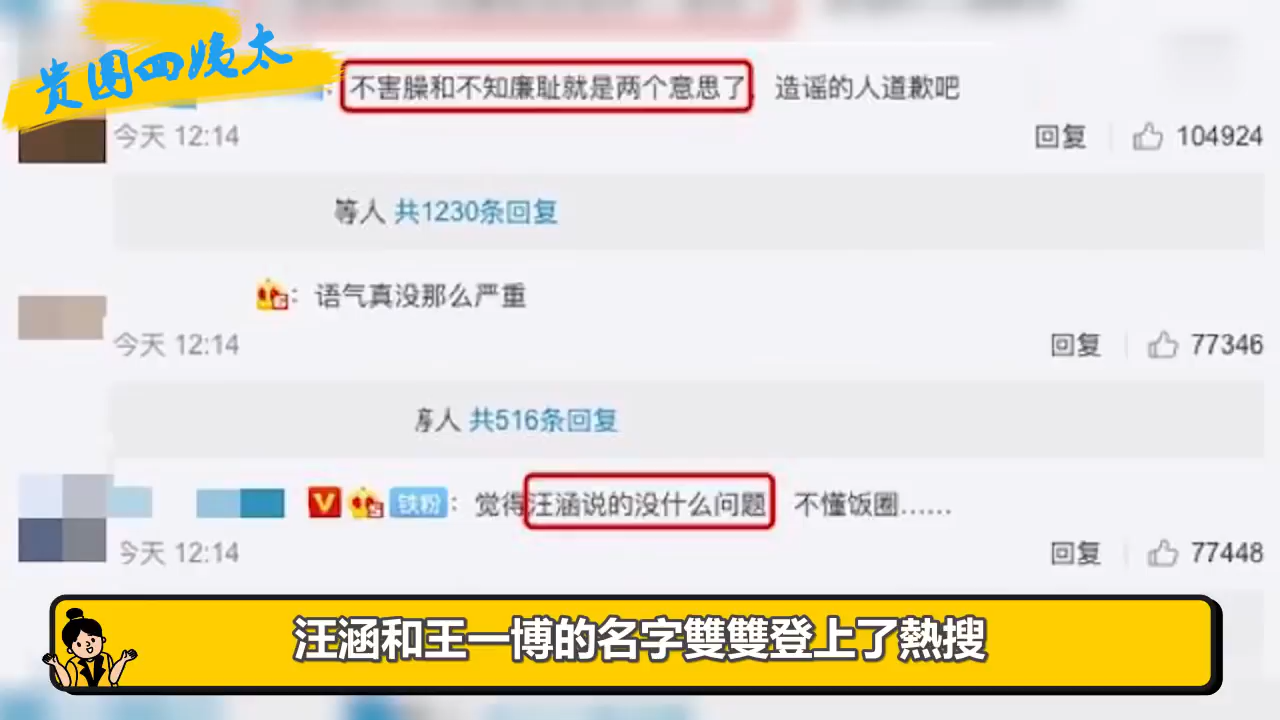 贵圈四姨太
：不害臊和不知廉耻就是两个意思了 造谣的人道歉吧
今天 12:14 回复 104924
等人 共1230条回复
：语气真没那么严重
今天 12:14 回复 77346
人 共516条回复
V 铁粉：觉得汪涵说的没什么问题 不懂饭圈……
今天 12:14 回复 77448
汪涵和王一博的名字雙雙登上了熱搜